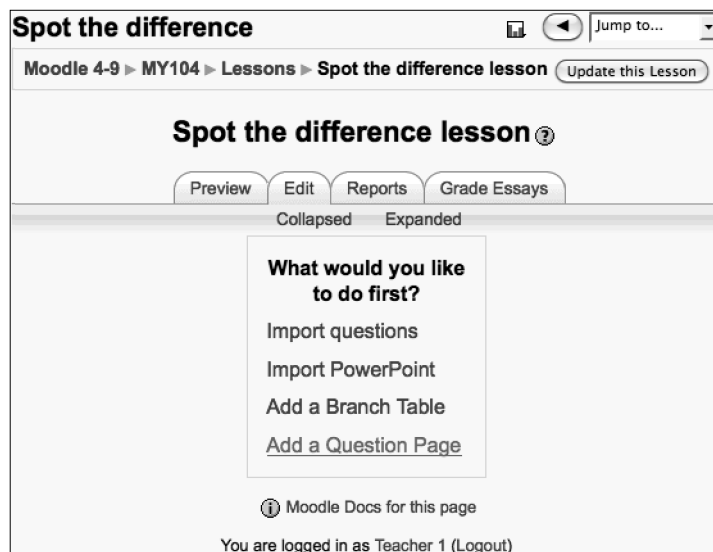 Spot the difference
Jump to...
Moodle 4-9 ▶ MY104 ▶ Lessons ▶ Spot the difference lesson Update this Lesson
Spot the difference lesson ?
Preview Edit Reports Grade Essays
Collapsed Expanded
What would you like
to do first?
Import questions
Import PowerPoint
Add a Branch Table
Add a Question Page
i Moodle Docs for this page
You are logged in as Teacher 1 (Logout)